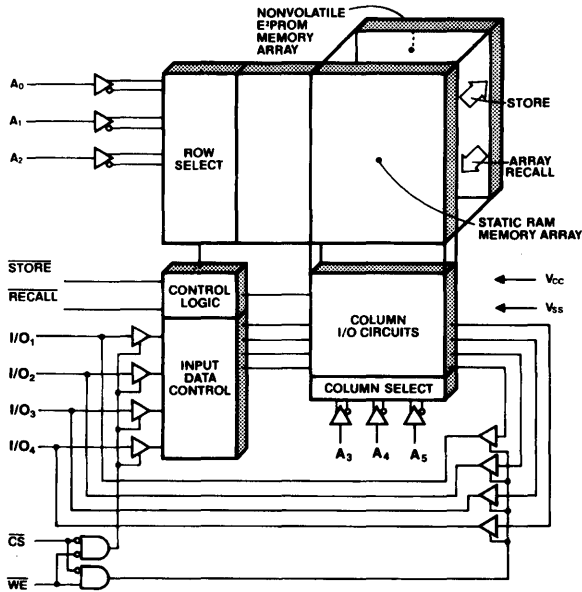 NONVOLATILE
E²PROM
MEMORY
ARRAY
A₀
A₁
A₂
ROW
SELECT
STORE
ARRAY
RECALL
STATIC RAM
MEMORY ARRAY
STORE
RECALL
CONTROL
LOGIC
VCC
VSS
COLUMN
I/O CIRCUITS
I/O₁
I/O₂
I/O₃
I/O₄
INPUT
DATA
CONTROL
COLUMN SELECT
A₃
A₄
A₅
CS
WE